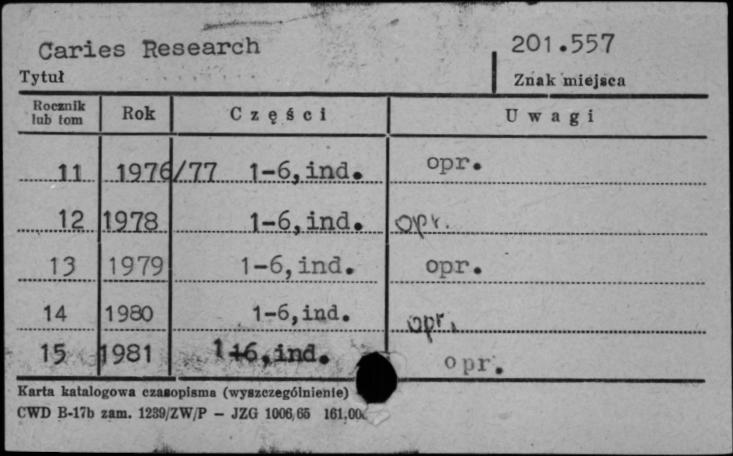 Caries Research 201.557
Tytuł Znak miejsca
Rocznik lub tom Rok Części Uwagi
11 1976/77 1-6,ind. opr.
12 1978 1-6,ind. opr.
13 1979 1-6,ind. opr.
14 1980 1-6,ind. opr.
15 1981 1-6,ind. opr.
Karta katalogowa czasopisma (wyszczególnienie)
CWD B-17b zam. 1239/ZW/P - JZG 1006/65